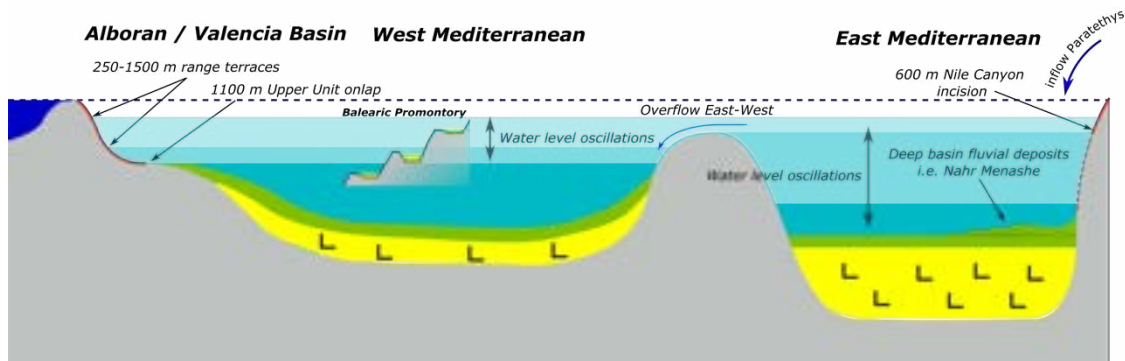 Alboran / Valencia Basin
West Mediterranean
East Mediterranean
inflow Paratethys
250-1500 m range terraces
1100 m Upper Unit onlap
600 m Nile Canyon
incision
Balearic Promontory
Overflow East-West
Water level oscillations
Deep basin fluvial deposits
i.e. Nahr Menashe
Water level oscillations